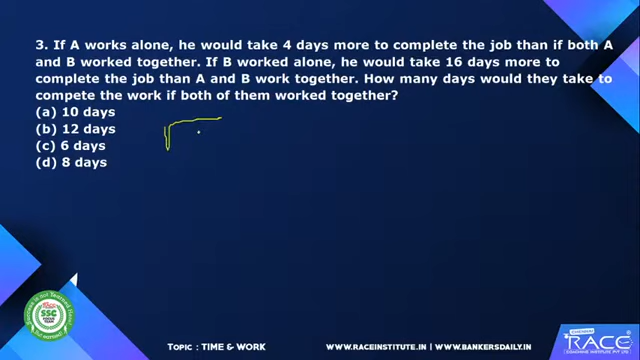 3. If A works alone, he would take 4 days more to complete the job than if both A
and B worked together. If B worked alone, he would take 16 days more to
complete the job than A and B work together. How many days would they take to
compete the work if both of them worked together?
(a) 10 days
(b) 12 days
(c) 6 days
(d) 8 days
SSC
Topic : TIME & WORK
WWW.RACEINSTITUTE.IN | WWW.BANKERSDAILY.IN
RACE